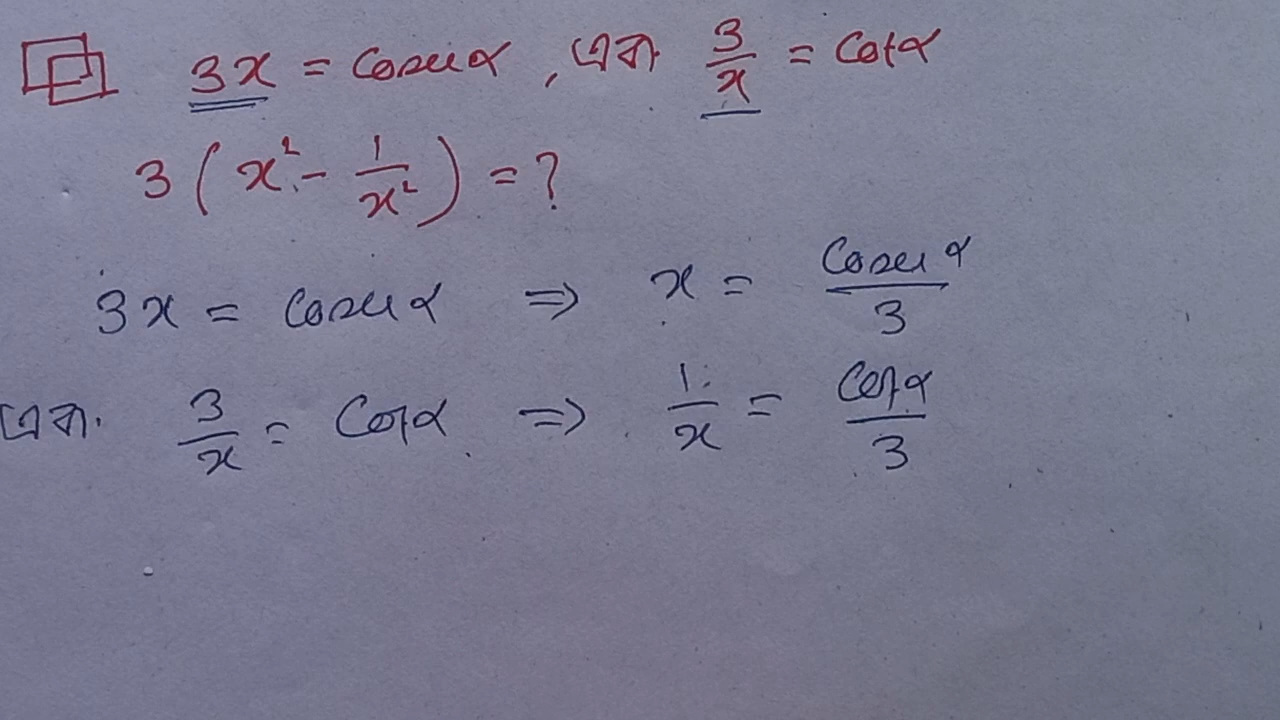 3x = Cosec α, এবং 3/x = Cot α
3(x² - 1/x²) = ?
3x = Cosec α ⇒ x = Cosec α/3
এবং 3/x = Cot α ⇒ 1/x = Cot α/3